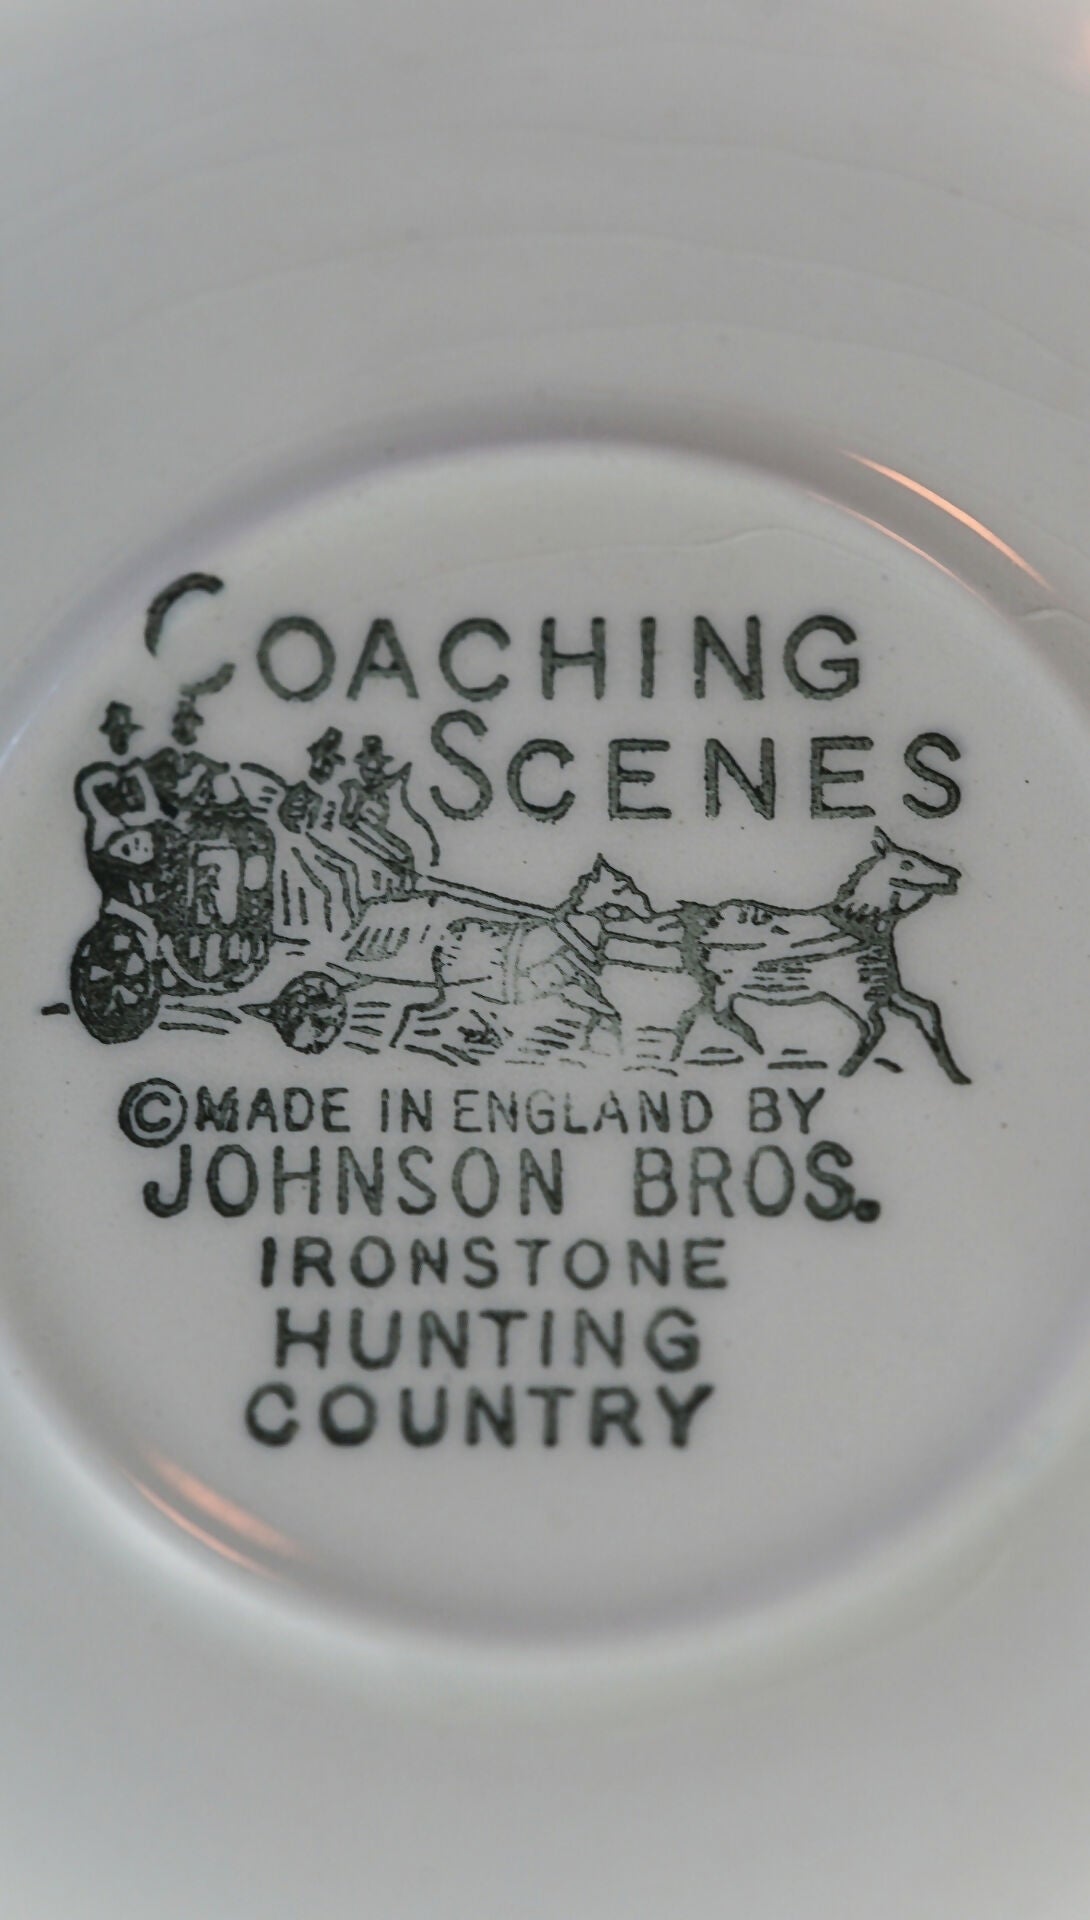 COACHING
SCENES
©MADE IN ENGLAND BY
JOHNSON BROS.
IRONSTONE
HUNTING
COUNTRY